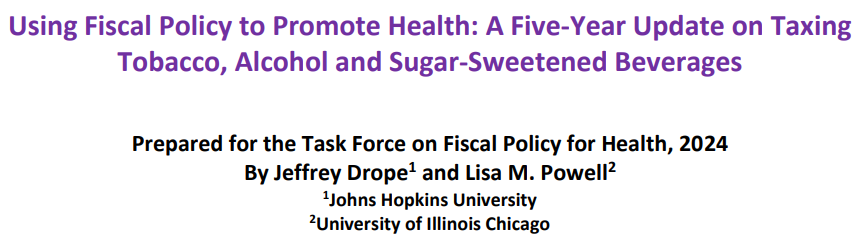 Using Fiscal Policy to Promote Health: A Five-Year Update on Taxing
Tobacco, Alcohol and Sugar-Sweetened Beverages
Prepared for the Task Force on Fiscal Policy for Health, 2024
By Jeffrey Drope¹ and Lisa M. Powell²
¹Johns Hopkins University
²University of Illinois Chicago